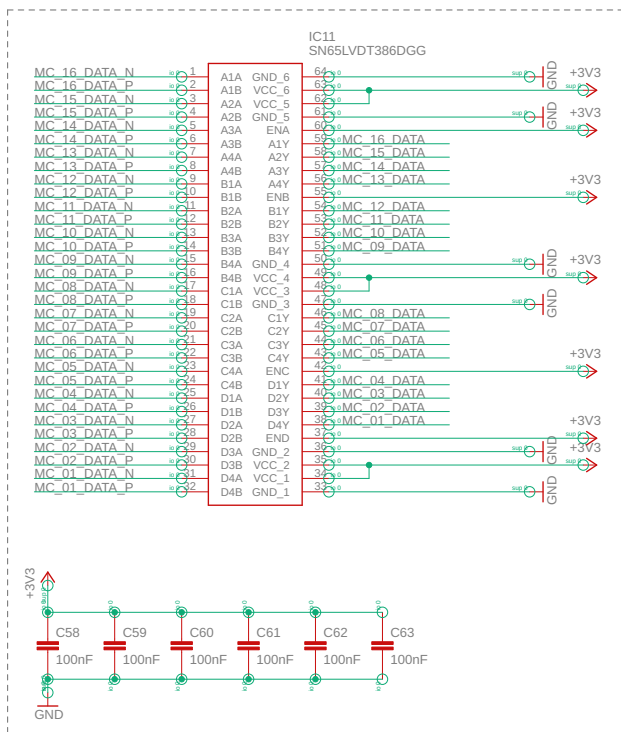 IC11
SN65LVDT386DGG
MC_16_DATA_N 1 A1A GND_6 64 GND
MC_16_DATA_P 2 A1B VCC_6 63 +3V3
MC_15_DATA_N 3 A2A VCC_5 62
MC_15_DATA_P 4 A2B GND_5 61 GND
MC_14_DATA_N 5 A3A ENA 60 +3V3
MC_14_DATA_P 6 A3B A1Y 59 MC_16_DATA
MC_13_DATA_N 7 A4A A2Y 58 MC_15_DATA
MC_13_DATA_P 8 A4B A3Y 57 MC_14_DATA
MC_12_DATA_N 9 B1A A4Y 56 MC_13_DATA
MC_12_DATA_P 10 B1B ENB 55 +3V3
MC_11_DATA_N 11 B2A B1Y 54 MC_12_DATA
MC_11_DATA_P 12 B2B B2Y 53 MC_11_DATA
MC_10_DATA_N 13 B3A B3Y 52 MC_10_DATA
MC_10_DATA_P 14 B3B B4Y 51 MC_09_DATA
MC_09_DATA_N 15 B4A GND_4 50 GND
MC_09_DATA_P 16 B4B VCC_4 49 +3V3
MC_08_DATA_N 17 C1A VCC_3 48
MC_08_DATA_P 18 C1B GND_3 47 GND
MC_07_DATA_N 19 C2A C1Y 46 MC_08_DATA
MC_07_DATA_P 20 C2B C2Y 45 MC_07_DATA
MC_06_DATA_N 21 C3A C3Y 44 MC_06_DATA
MC_06_DATA_P 22 C3B C4Y 43 MC_05_DATA
MC_05_DATA_N 23 C4A ENC 42 +3V3
MC_05_DATA_P 24 C4B D1Y 41 MC_04_DATA
MC_04_DATA_N 25 D1A D2Y 40 MC_03_DATA
MC_04_DATA_P 26 D1B D3Y 39 MC_02_DATA
MC_03_DATA_N 27 D2A D4Y 38 MC_01_DATA
MC_03_DATA_P 28 D2B END 37 +3V3
MC_02_DATA_N 29 D3A GND_2 36 GND
MC_02_DATA_P 30 D3B VCC_2 35 +3V3
MC_01_DATA_N 31 D4A VCC_1 34
MC_01_DATA_P 32 D4B GND_1 33 GND
+3V3
C58 C59 C60 C61 C62 C63
100nF 100nF 100nF 100nF 100nF 100nF
GND